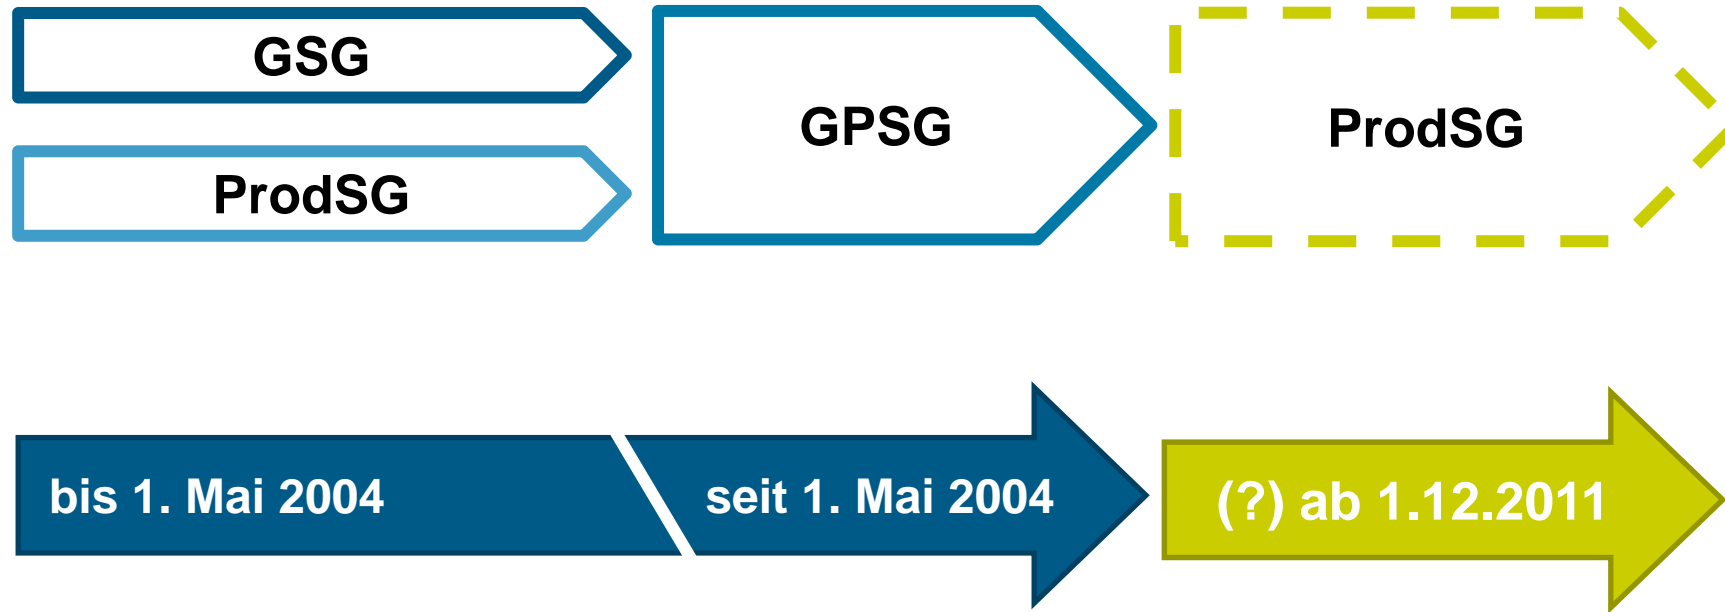 GSG
ProdSG
GPSG
ProdSG
bis 1. Mai 2004
seit 1. Mai 2004
(?) ab 1.12.2011